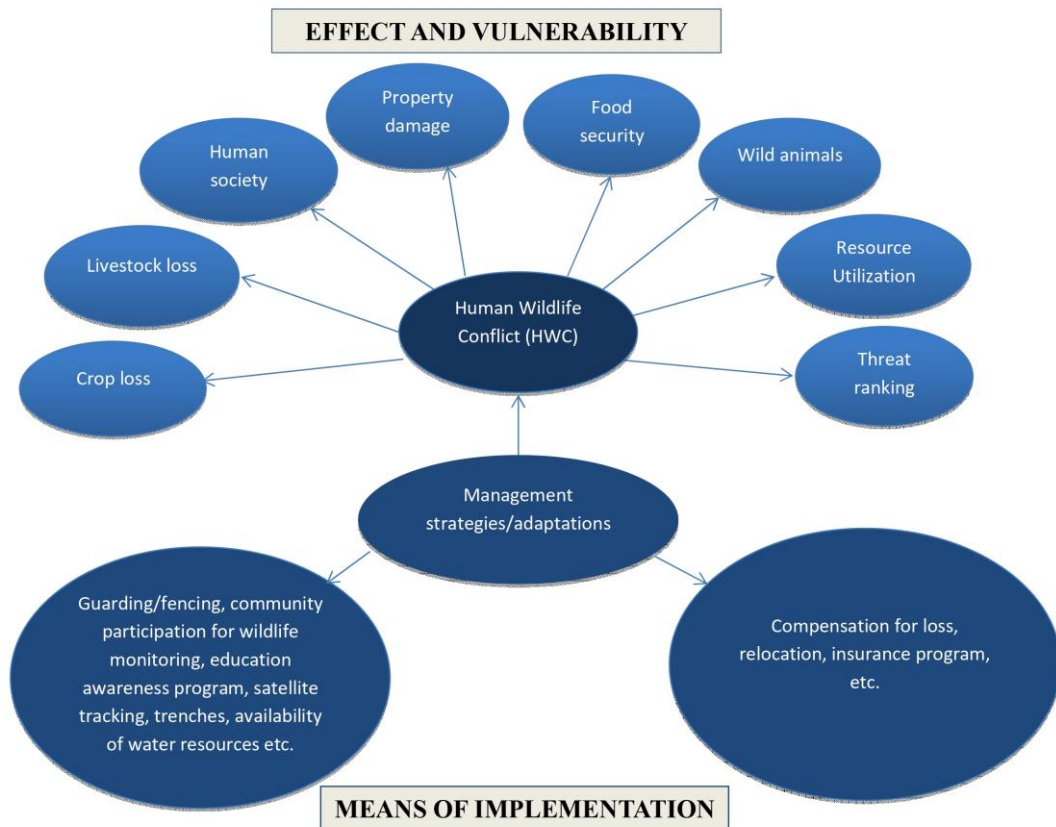 EFFECT AND VULNERABILITY
Property
damage
Food
security
Human
society
Wild animals
Livestock loss
Resource
Utilization
Human Wildlife
Conflict (HWC)
Crop loss
Threat
ranking
Management
strategies/adaptations
Guarding/fencing, community
participation for wildlife
monitoring, education
awareness program, satellite
tracking, trenches, availability
of water resources etc.
Compensation for loss,
relocation, insurance program,
etc.
MEANS OF IMPLEMENTATION